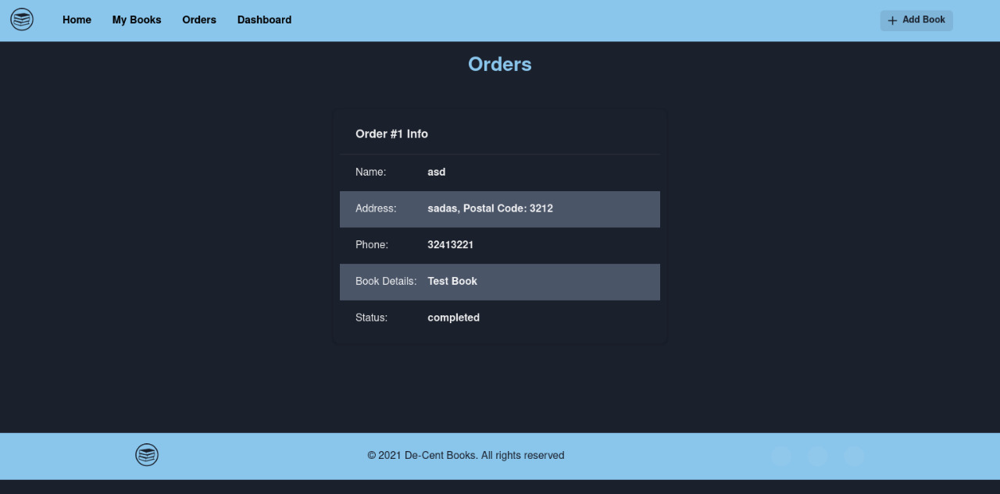 Home My Books Orders Dashboard Add Book
Orders
Order #1 Info
Name: asd
Address: sadas, Postal Code: 3212
Phone: 32413221
Book Details: Test Book
Status: completed
© 2021 De-Cent Books. All rights reserved